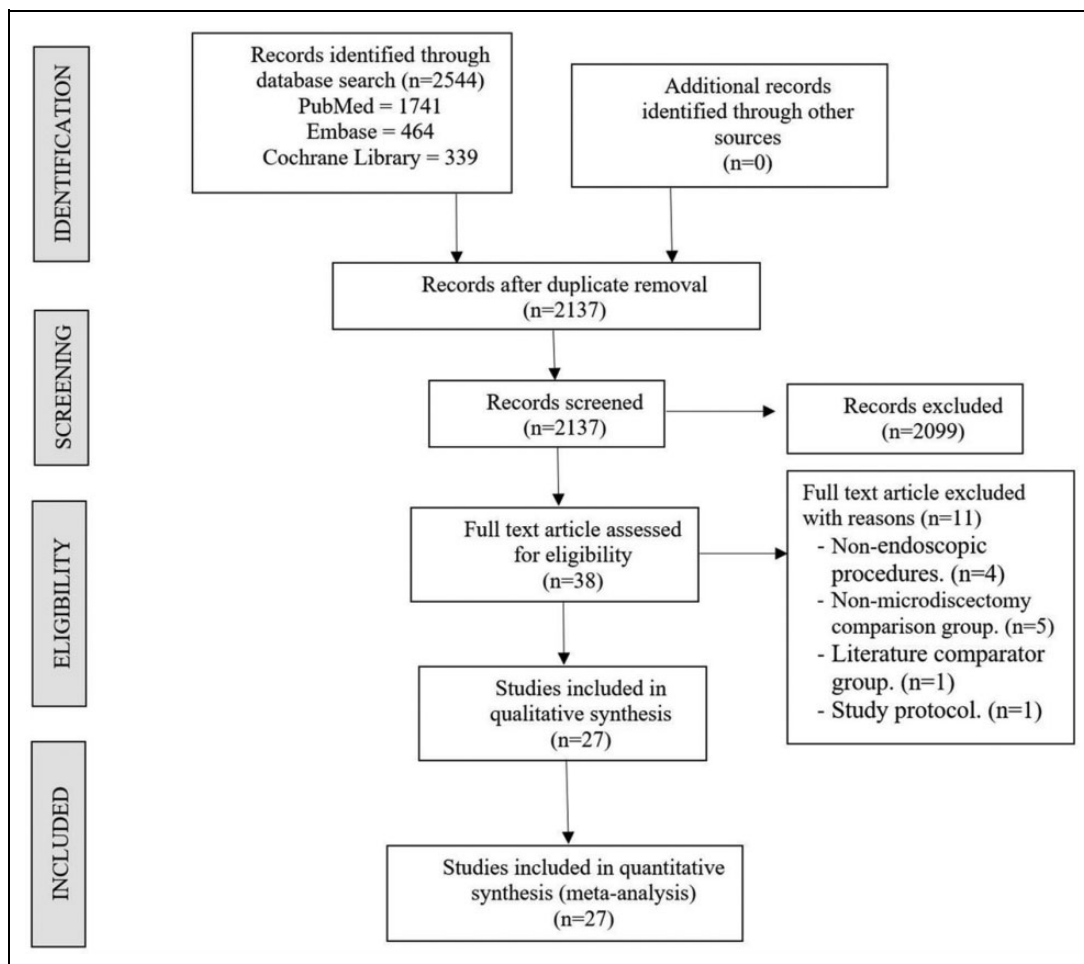 IDENTIFICATION
Records identified through
database search (n=2544)
PubMed = 1741
Embase = 464
Cochrane Library = 339
Additional records
identified through other
sources
(n=0)
Records after duplicate removal
(n=2137)
SCREENING
Records screened
(n=2137)
Records excluded
(n=2099)
ELIGIBILITY
Full text article assessed
for eligibility
(n=38)
Full text article excluded
with reasons (n=11)
- Non-endoscopic
procedures. (n=4)
- Non-microdiscectomy
comparison group. (n=5)
- Literature comparator
group. (n=1)
- Study protocol. (n=1)
Studies included in
qualitative synthesis
(n=27)
INCLUDED
Studies included in quantitative
synthesis (meta-analysis)
(n=27)